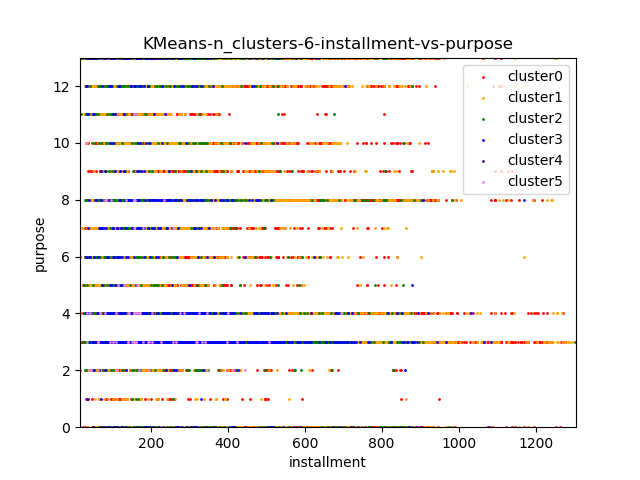 KMeans-n_clusters-6-installment-vs-purpose
cluster0
cluster1
cluster2
cluster3
cluster4
cluster5
12
10
8
6
4
2
0
purpose
200 400 600 800 1000 1200
installment